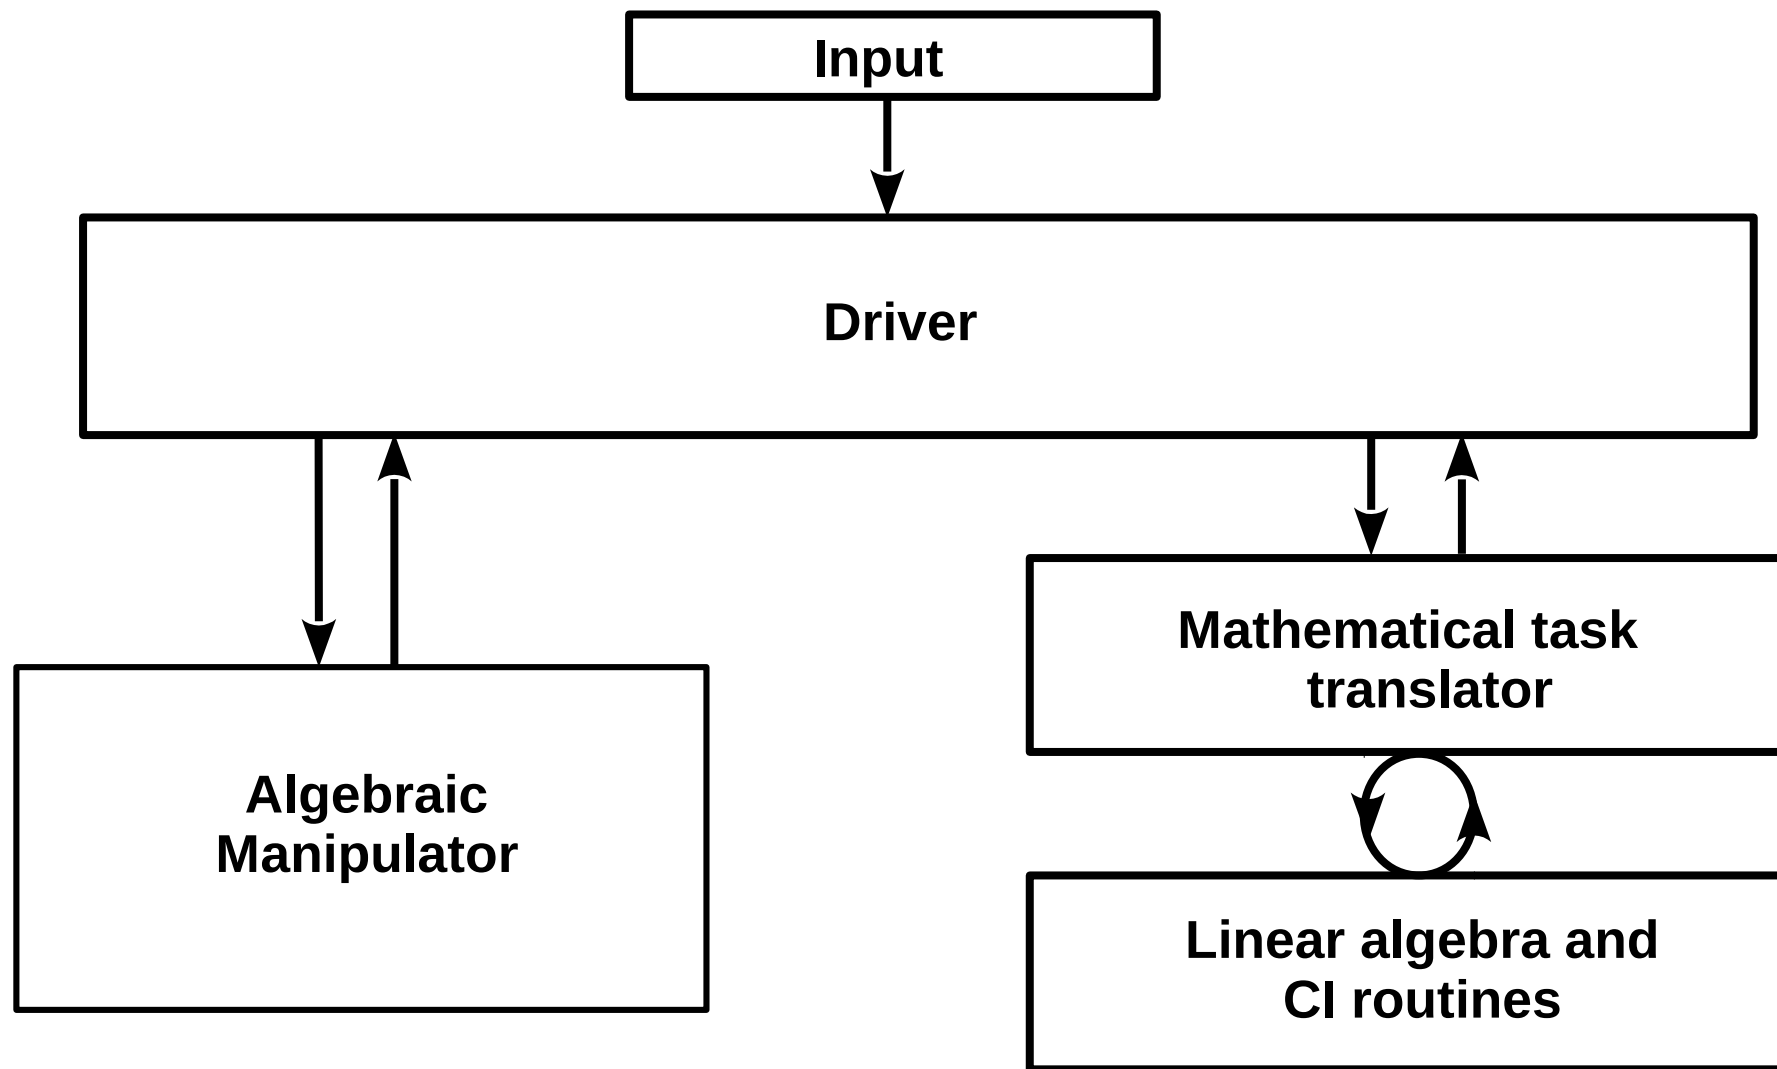 Input
Driver
Mathematical task
translator
Algebraic
Manipulator
Linear algebra and
CI routines